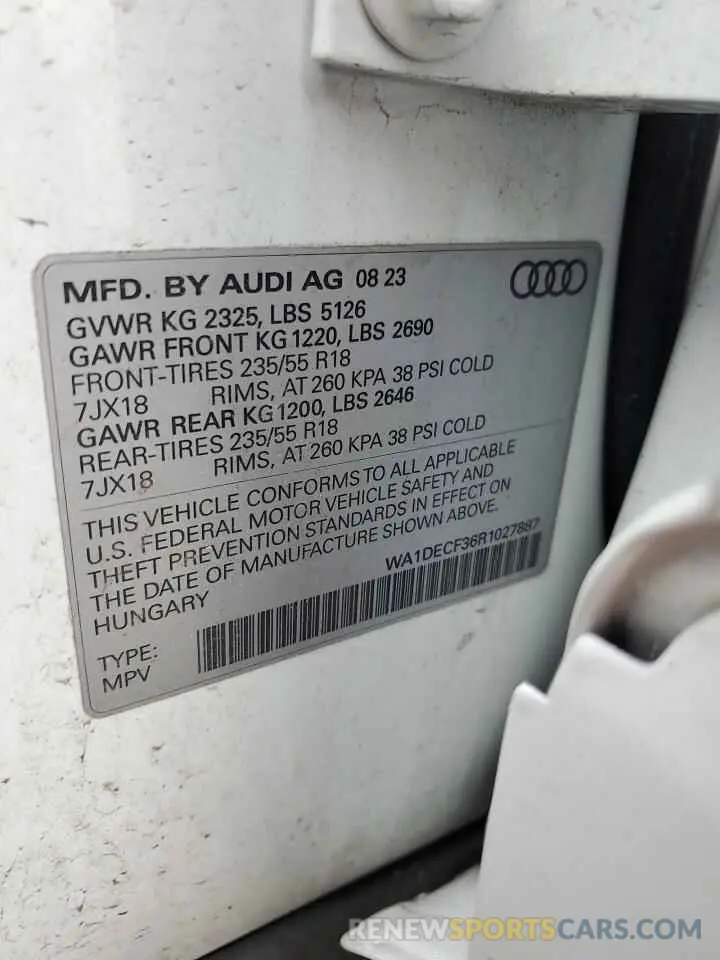 MFD. BY AUDI AG 08 23
GVWR KG 2325, LBS 5126
GAWR FRONT KG 1220, LBS 2690
FRONT-TIRES 235/55 R18
7JX18 RIMS, AT 260 KPA 38 PSI COLD
GAWR REAR KG 1200, LBS 2646
REAR-TIRES 235/55 R18
7JX18 RIMS, AT 260 KPA 38 PSI COLD
THIS VEHICLE CONFORMS TO ALL APPLICABLE
U.S. FEDERAL MOTOR VEHICLE SAFETY AND
THEFT PREVENTION STANDARDS IN EFFECT ON
THE DATE OF MANUFACTURE SHOWN ABOVE.
HUNGARY
WA1DECF36R1027887
TYPE:
MPV
RENEWSPORTSCARS.COM